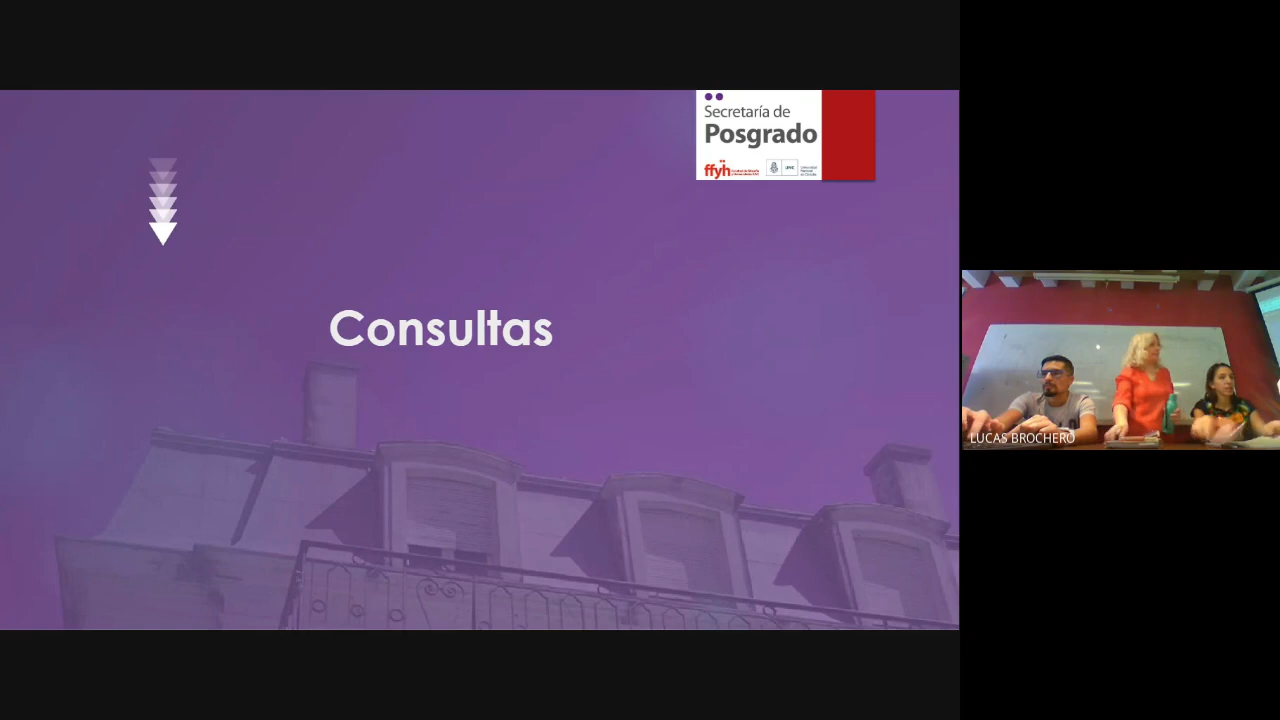 Secretaría de
Posgrado
ffyh
Consultas
LUCAS BROCHERO